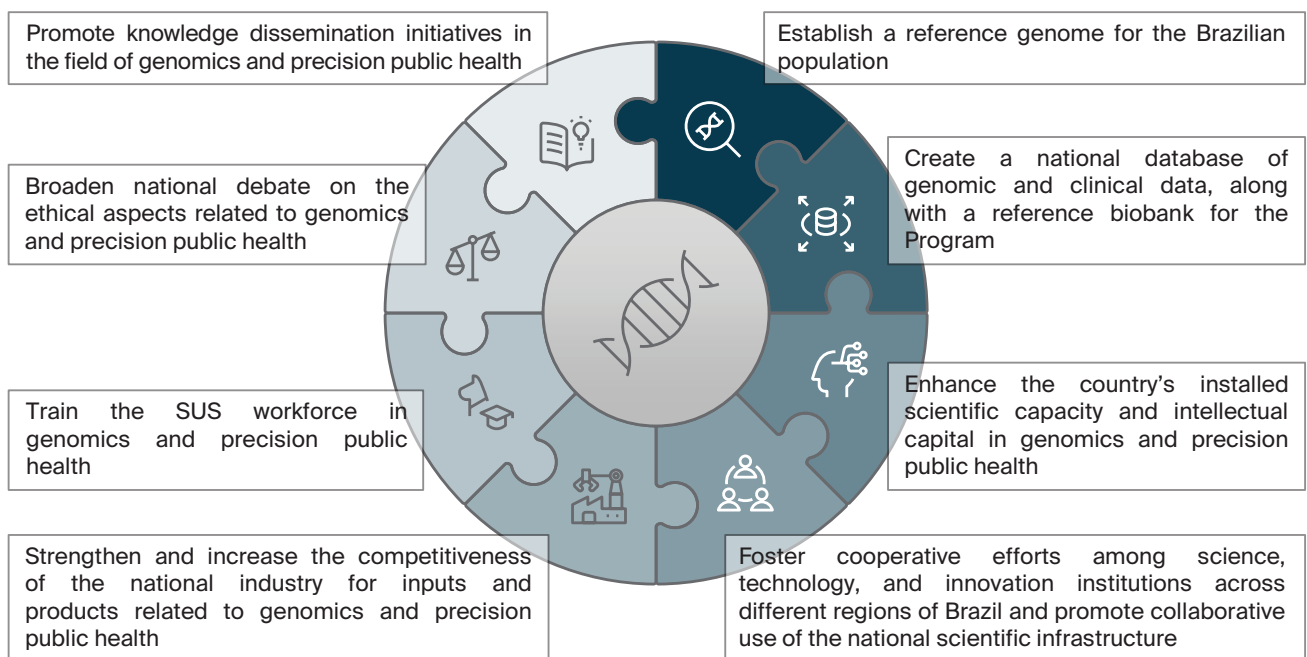 Promote knowledge dissemination initiatives in
the field of genomics and precision public health
Establish a reference genome for the Brazilian
population
Broaden national debate on the
ethical aspects related to genomics
and precision public health
Create a national database of
genomic and clinical data, along
with a reference biobank for the
Program
Train the SUS workforce in
genomics and precision public
health
Enhance the country’s installed
scientific capacity and intellectual
capital in genomics and precision
public health
Strengthen and increase the competitiveness
of the national industry for inputs and
products related to genomics and precision
public health
Foster cooperative efforts among science,
technology, and innovation institutions across
different regions of Brazil and promote collaborative
use of the national scientific infrastructure